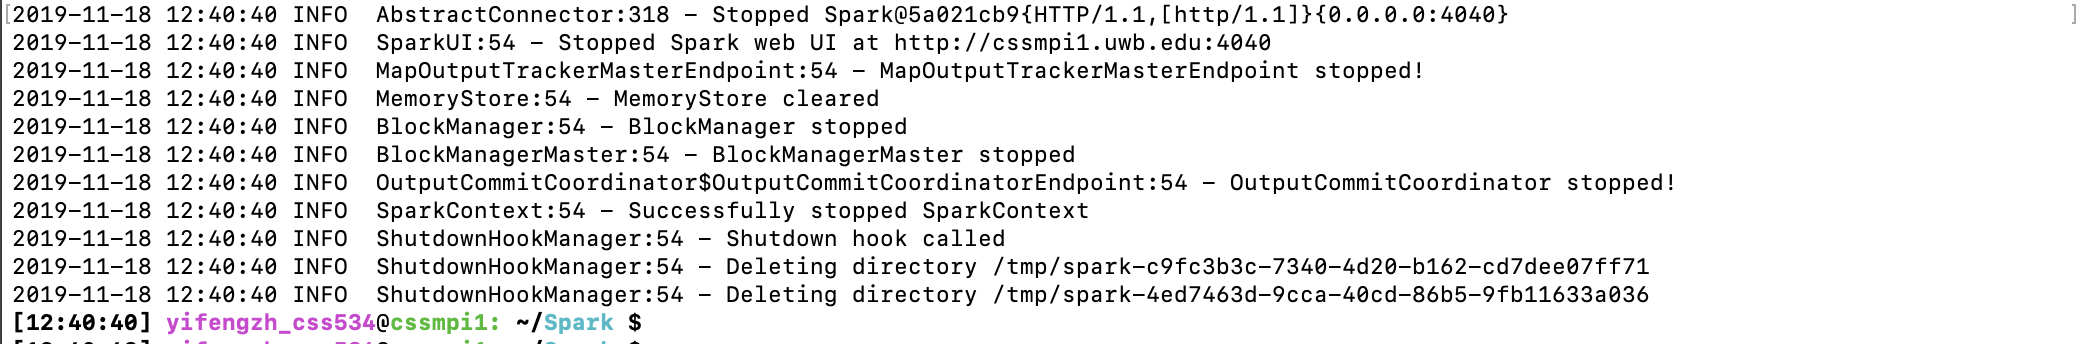 [2019-11-18 12:40:40 INFO  AbstractConnector:318 - Stopped Spark@5a021cb9{HTTP/1.1,[http/1.1]}{0.0.0.0:4040} ]
2019-11-18 12:40:40 INFO  SparkUI:54 - Stopped Spark web UI at http://cssmpi1.uwb.edu:4040
2019-11-18 12:40:40 INFO  MapOutputTrackerMasterEndpoint:54 - MapOutputTrackerMasterEndpoint stopped!
2019-11-18 12:40:40 INFO  MemoryStore:54 - MemoryStore cleared
2019-11-18 12:40:40 INFO  BlockManager:54 - BlockManager stopped
2019-11-18 12:40:40 INFO  BlockManagerMaster:54 - BlockManagerMaster stopped
2019-11-18 12:40:40 INFO  OutputCommitCoordinator$OutputCommitCoordinatorEndpoint:54 - OutputCommitCoordinator stopped!
2019-11-18 12:40:40 INFO  SparkContext:54 - Successfully stopped SparkContext
2019-11-18 12:40:40 INFO  ShutdownHookManager:54 - Shutdown hook called
2019-11-18 12:40:40 INFO  ShutdownHookManager:54 - Deleting directory /tmp/spark-c9fc3b3c-7340-4d20-b162-cd7dee07ff71
2019-11-18 12:40:40 INFO  ShutdownHookManager:54 - Deleting directory /tmp/spark-4ed7463d-9cca-40cd-86b5-9fb11633a036
[12:40:40] yifengzh_css534@cssmpi1: ~/Spark $